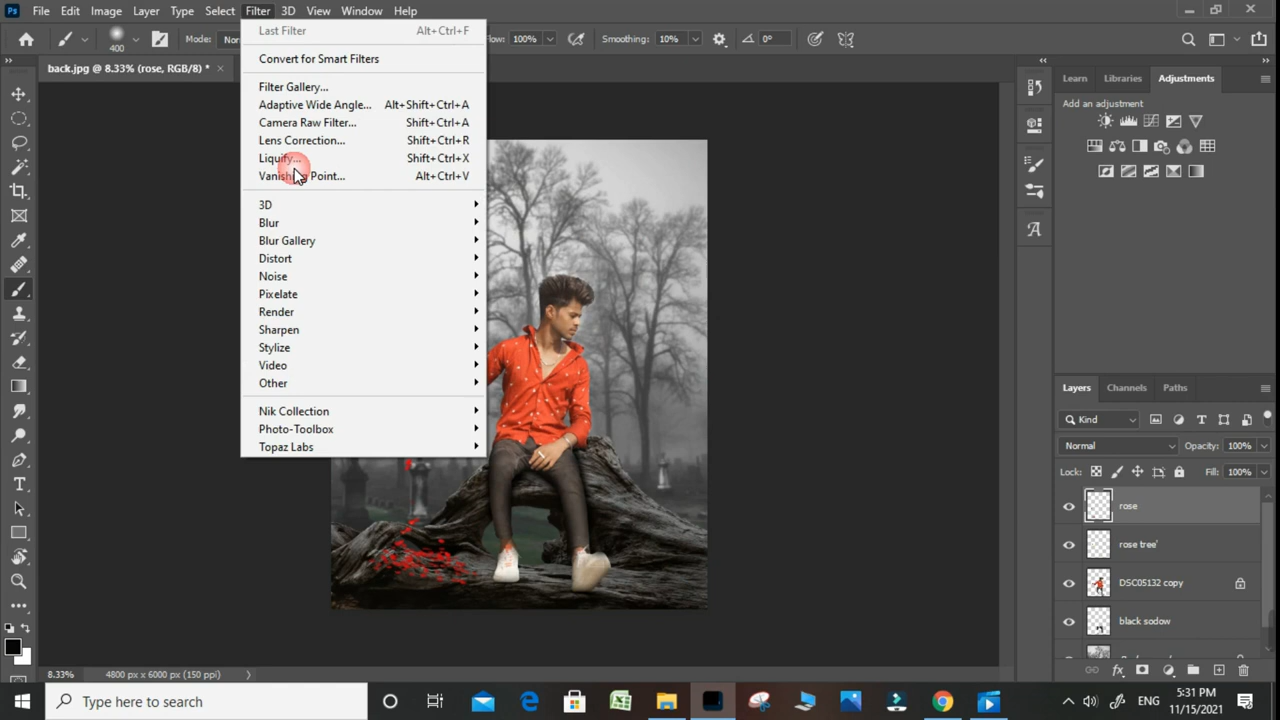 Ps File Edit Image Layer Type Select Filter 3D View Window Help
400 Mode: 100% Smoothing: 10% 0°
back.jpg @ 8.33% (rose, RGB/8) * ×
Last Filter Alt+Ctrl+F
Convert for Smart Filters
Filter Gallery...
Adaptive Wide Angle... Alt+Shift+Ctrl+A
Camera Raw Filter... Shift+Ctrl+A
Lens Correction... Shift+Ctrl+R
Liquify... Shift+Ctrl+X
Vanishing Point... Alt+Ctrl+V
3D
Blur
Blur Gallery
Distort
Noise
Pixelate
Render
Sharpen
Stylize
Video
Other
Nik Collection
Photo-Toolbox
Topaz Labs
Learn Libraries Adjustments
Add an adjustment
Layers Channels Paths
Kind
Normal Opacity: 100%
Lock: Fill: 100%
rose
rose tree'
DSC05132 copy
black sodow
8.33% 4800 px x 6000 px (150 ppi)
Type here to search
ENG
5:31 PM
11/15/2021